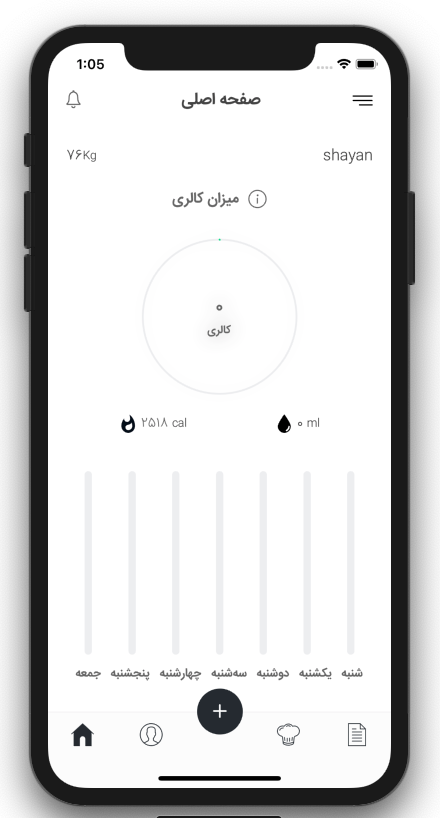 1:05
صفحه اصلی
shayan
۷۶Kg
میزان کالری
۰
کالری
۰ ml
۲۵۱۸ cal
شنبه یکشنبه دوشنبه سه‌شنبه چهارشنبه پنجشنبه جمعه